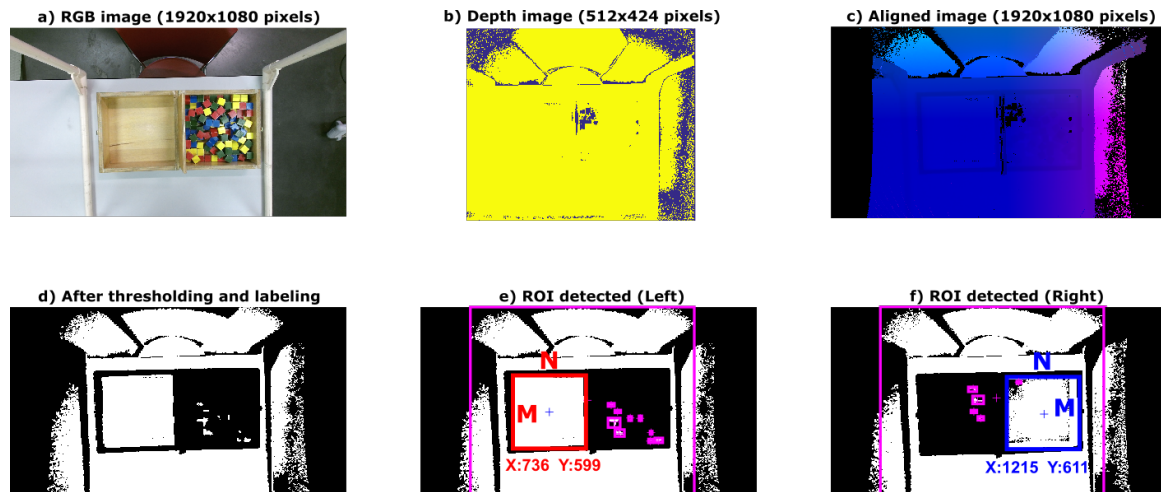 a) RGB image (1920x1080 pixels)
b) Depth image (512x424 pixels)
c) Aligned image (1920x1080 pixels)
d) After thresholding and labeling
e) ROI detected (Left)
f) ROI detected (Right)
N
M
X:736 Y:599
N
M
X:1215 Y:611